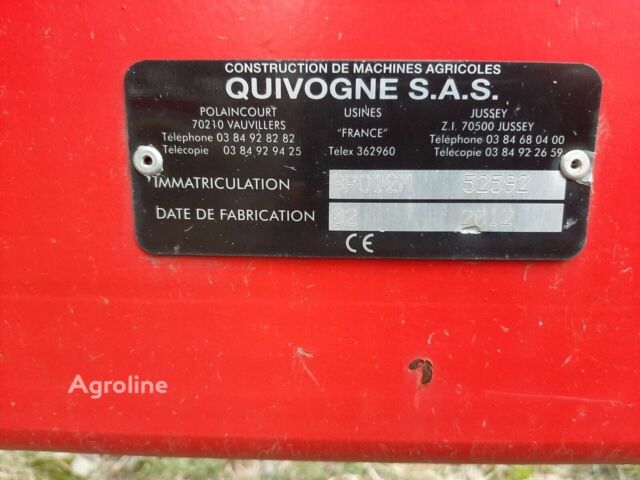 CONSTRUCTION DE MACHINES AGRICOLES
QUIVOGNE S.A.S.
POLAINCOURT USINES JUSSEY
70210 VAUVILLERS "FRANCE" Z.I. 70500 JUSSEY
Téléphone 03 84 92 82 82 Téléphone 03 84 68 04 00
Télécopie 03 84 92 94 25 Telex 362960 Télécopie 03 84 92 26 59
IMMATRICULATION 52592
DATE DE FABRICATION 02 2012
CE
Agroline